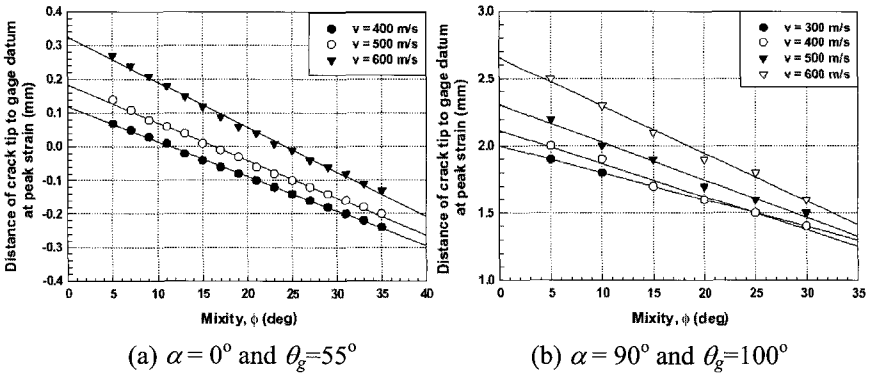 0.4
0.3
0.2
0.1
0.0
-0.1
-0.2
-0.3
-0.4
0 5 10 15 20 25 30 35 40
Distance of crack tip to gage datum
at peak strain (mm)
Mixity, ϕ (deg)
v = 400 m/s
v = 500 m/s
v = 600 m/s
(a) α = 0° and θg=55°
3.0
2.5
2.0
1.5
1.0
0 5 10 15 20 25 30 35
Distance of crack tip to gage datum
at peak strain (mm)
Mixity, ϕ (deg)
v = 300 m/s
v = 400 m/s
v = 500 m/s
v = 600 m/s
(b) α = 90° and θg=100°